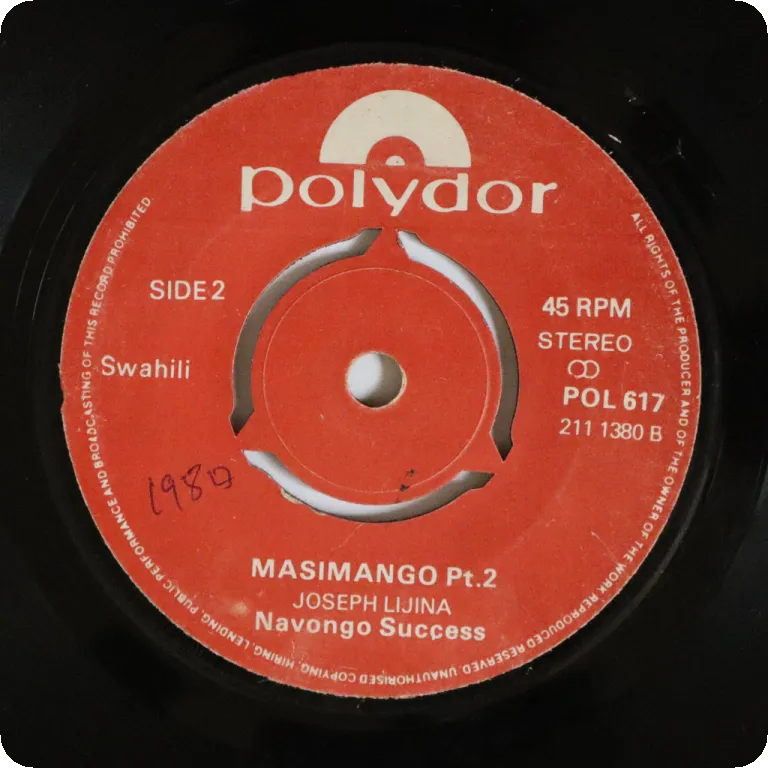 polydor
SIDE 2
Swahili
1980
45 RPM
STEREO
POL 617
211 1380 B
MASIMANGO Pt.2
JOSEPH LIJINA
Navongo Success
ALL RIGHTS OF THE PRODUCER AND OF THE OWNER OF THE WORK REPRODUCED RESERVED. UNAUTHORISED COPYING, HIRING, LENDING, PUBLIC PERFORMANCE AND BROADCASTING OF THIS RECORD PROHIBITED